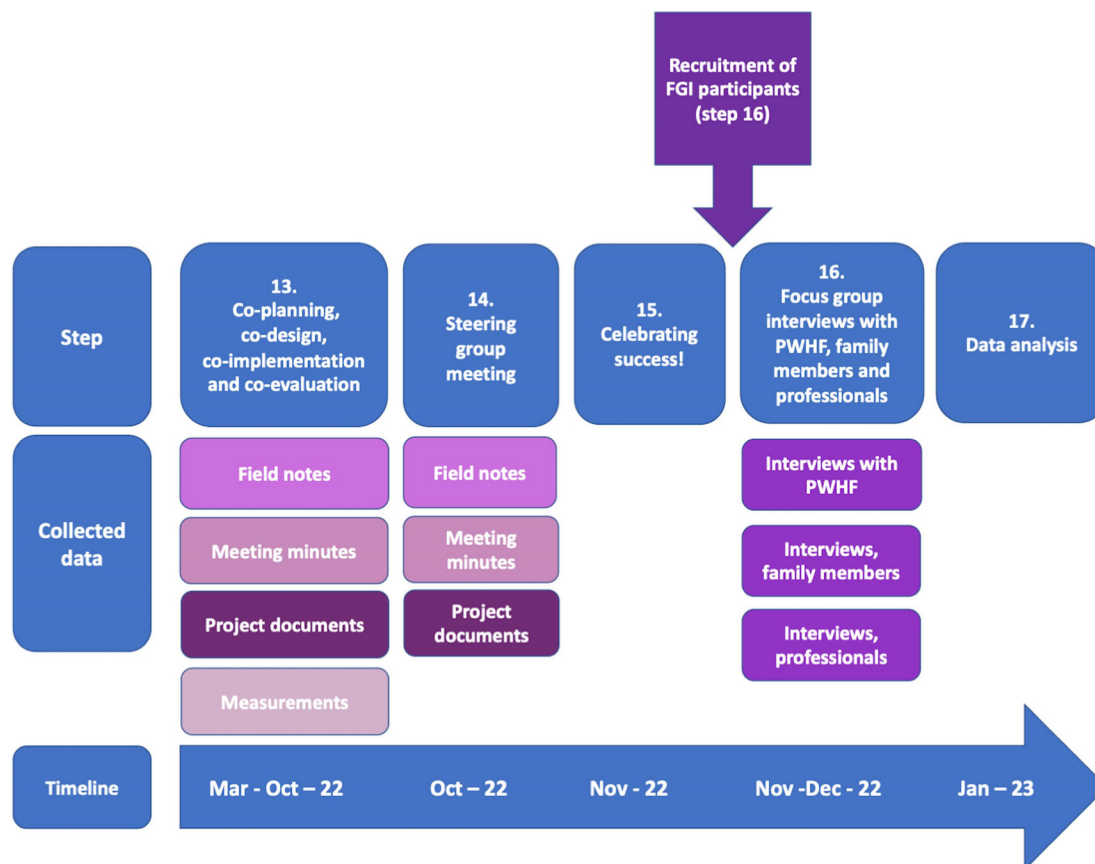 Recruitment of
FGI participants
(step 16)
Step
13.
Co-planning,
co-design,
co-implementation
and co-evaluation
14.
Steering
group
meeting
15.
Celebrating
success!
16.
Focus group
interviews with
PWHF, family
members and
professionals
17.
Data analysis
Collected
data
Field notes
Meeting minutes
Project documents
Measurements
Field notes
Meeting
minutes
Project
documents
Interviews with
PWHF
Interviews,
family members
Interviews,
professionals
Timeline
Mar - Oct – 22
Oct – 22
Nov - 22
Nov -Dec - 22
Jan – 23